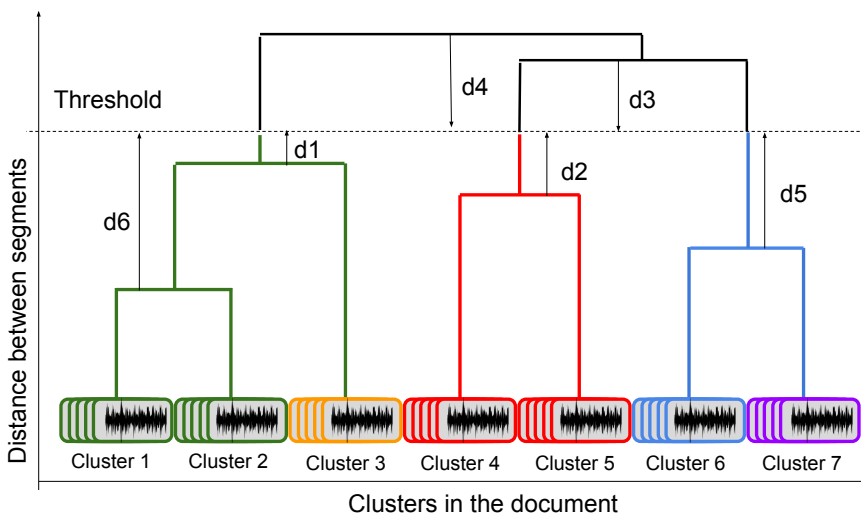 Threshold
d4
d3
d1
d2
d6
d5
Distance between segments
Cluster 1
Cluster 2
Cluster 3
Cluster 4
Cluster 5
Cluster 6
Cluster 7
Clusters in the document